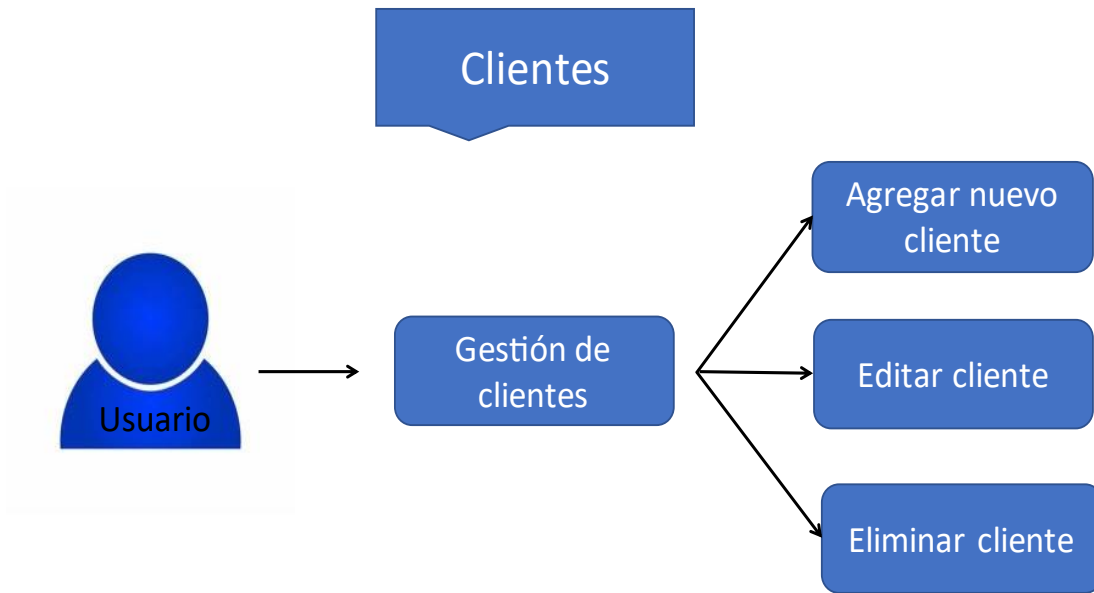 Clientes
Agregar nuevo
cliente
Usuario
Gestión de
clientes
Editar cliente
Eliminar cliente